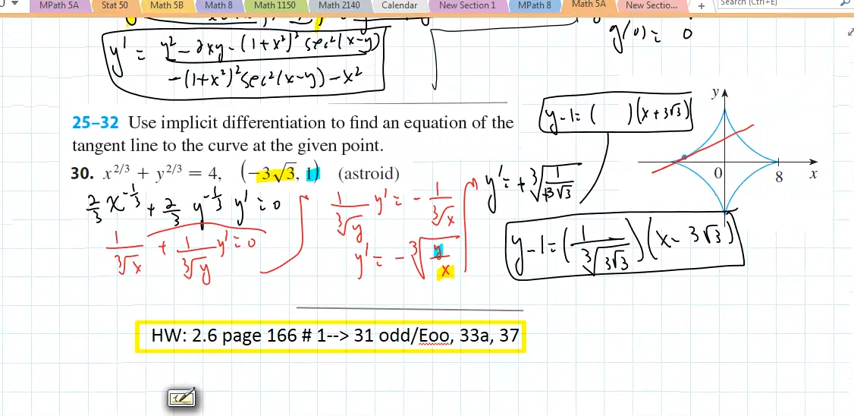 MPath 5A Stat 50 Math 5B Math 8 Math 1150 Math 2140 Calendar New Section 1 MPath 8 Math 5A New Sectio... + Search (Ctrl+E)
y' = y² - 2xy - (1+x²)² sec²(x-y)
-(1+x²)² sec²(x-y) - x²
g'(0) = 0
25–32 Use implicit differentiation to find an equation of the
tangent line to the curve at the given point.
30. x^{2/3} + y^{2/3} = 4, (-3√3, 1) (astroid)
2/3 x^{-1/3} + 2/3 y^{-1/3} y' = 0
1/∛x + 1/∛y y' = 0
1/∛y y' = - 1/∛x
y' = - ∛(y/x)
y' = + ∛(1/+3√3)
y-1 = ( )(x+3√3)
y-1 = (1/∛(3√3))(x- 3√3)
y
0 8 x
HW: 2.6 page 166 # 1--> 31 odd/Eoo, 33a, 37